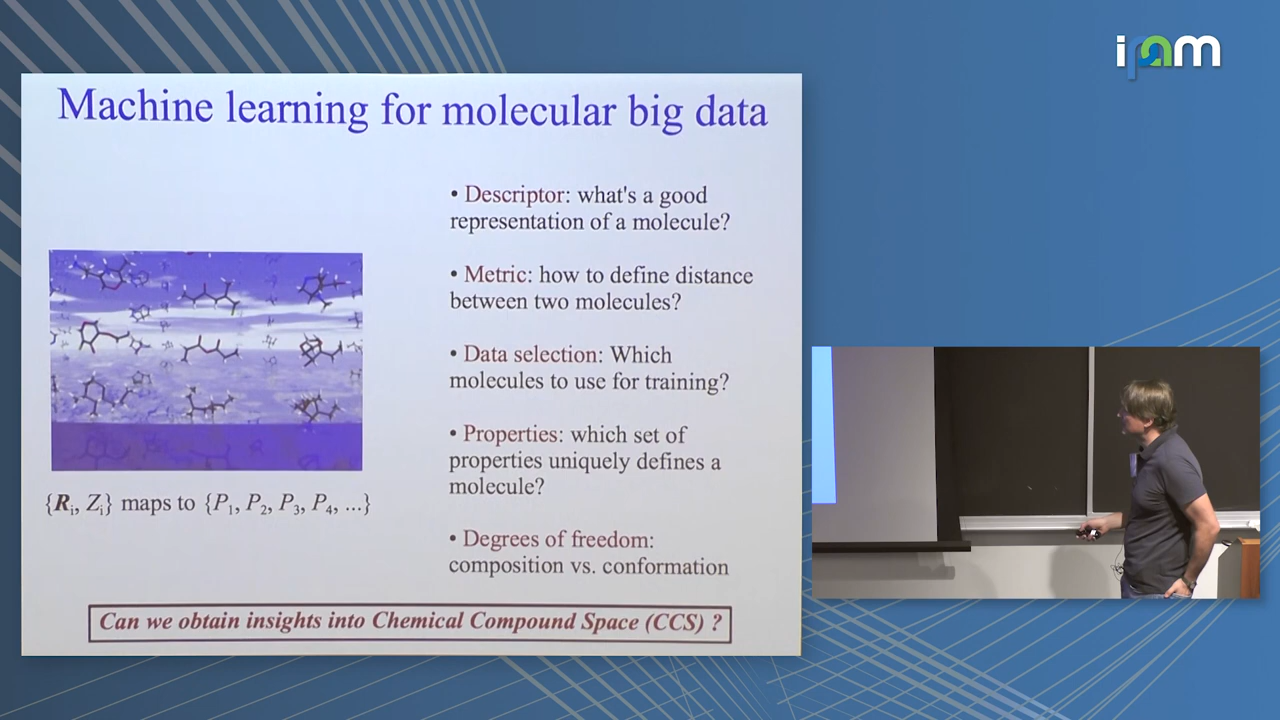 ipam
Machine learning for molecular big data
• Descriptor: what's a good
representation of a molecule?
• Metric: how to define distance
between two molecules?
• Data selection: Which
molecules to use for training?
• Properties: which set of
properties uniquely defines a
molecule?
• Degrees of freedom:
composition vs. conformation
{Rᵢ, Zᵢ} maps to {P₁, P₂, P₃, P₄, ...}
Can we obtain insights into Chemical Compound Space (CCS) ?